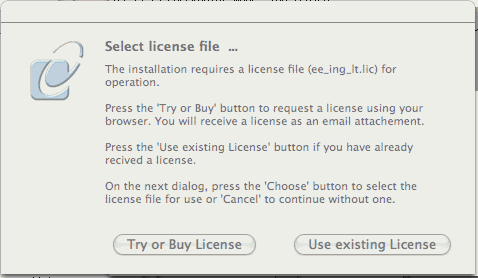 Select license file ...
The installation requires a license file (ee_ing_lt.lic) for
operation.
Press the 'Try or Buy' button to request a license using your
browser. You will receive a license as an email attachement.
Press the 'Use existing License' button if you have already
recived a license.
On the next dialog, press the 'Choose' button to select the
license file for use or 'Cancel' to continue without one.
Try or Buy License
Use existing License